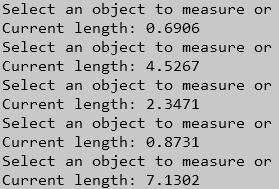 Select an object to measure or
Current length: 0.6906
Select an object to measure or
Current length: 4.5267
Select an object to measure or
Current length: 2.3471
Select an object to measure or
Current length: 0.8731
Select an object to measure or
Current length: 7.1302